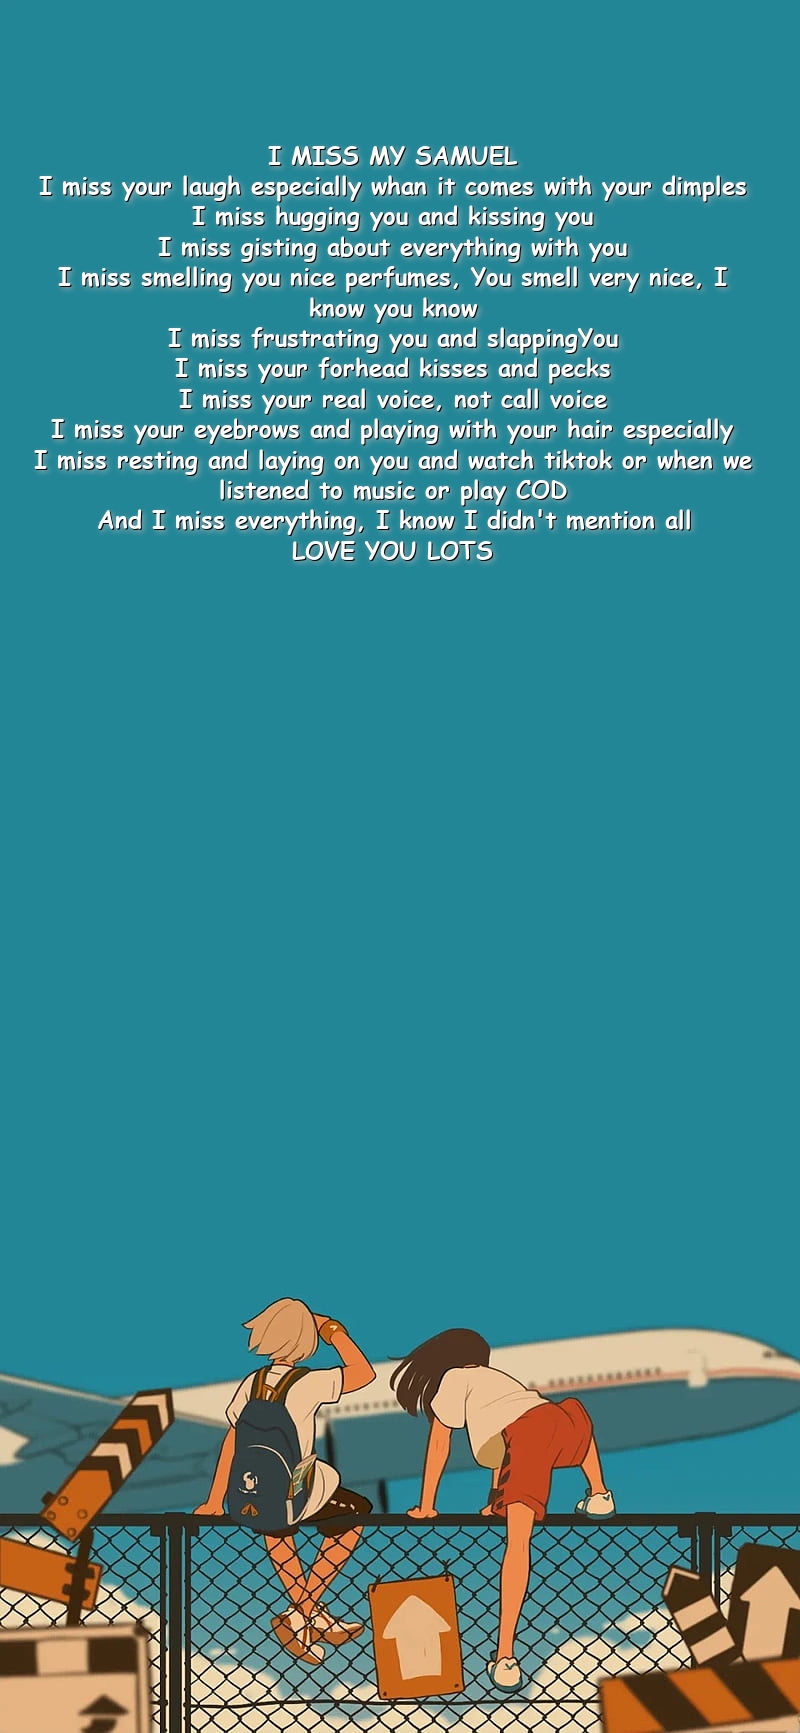 I MISS MY SAMUEL
I miss your laugh especially whan it comes with your dimples
I miss hugging you and kissing you
I miss gisting about everything with you
I miss smelling you nice perfumes, You smell very nice, I
know you know
I miss frustrating you and slappingYou
I miss your forhead kisses and pecks
I miss your real voice, not call voice
I miss your eyebrows and playing with your hair especially
I miss resting and laying on you and watch tiktok or when we
listened to music or play COD
And I miss everything, I know I didn't mention all
LOVE YOU LOTS